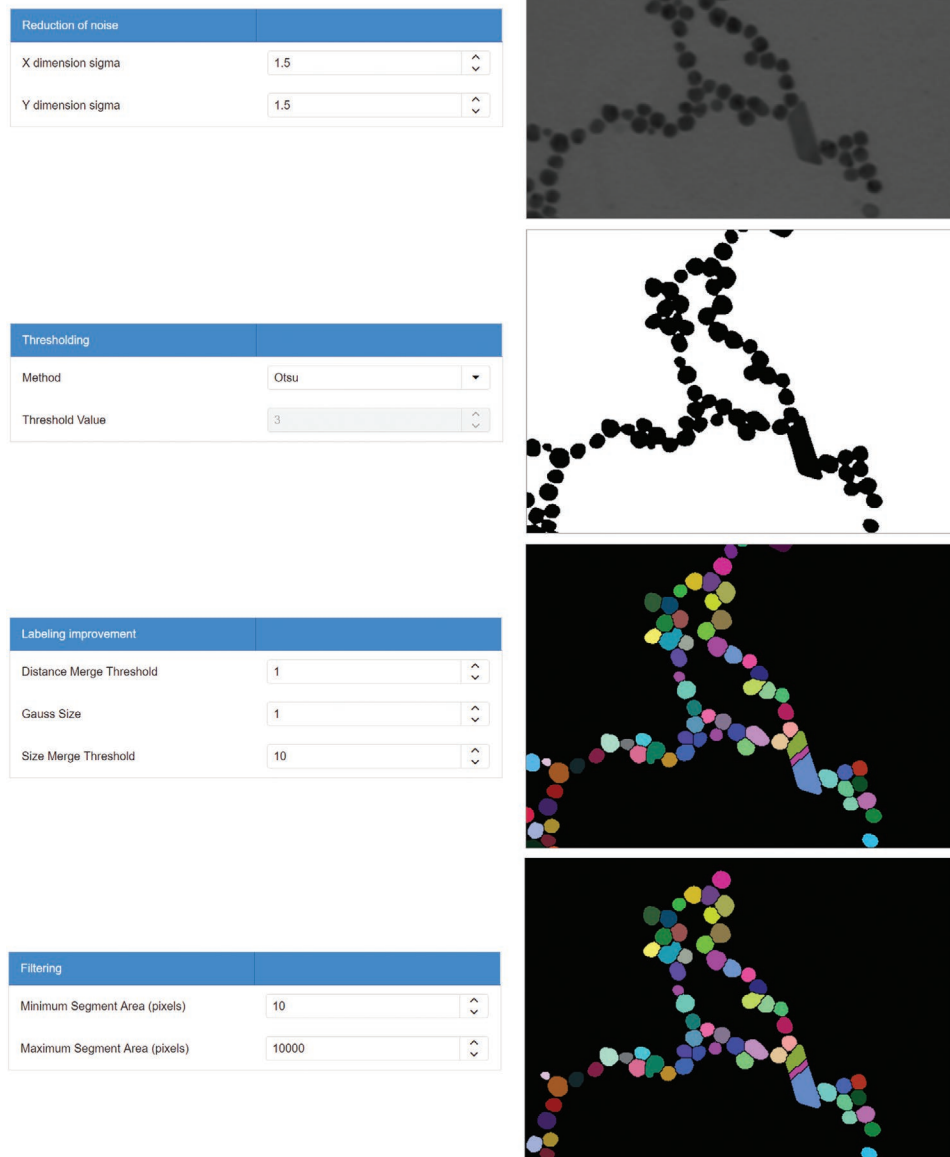 Reduction of noise
X dimension sigma 1.5
Y dimension sigma 1.5
Thresholding
Method Otsu
Threshold Value 3
Labeling improvement
Distance Merge Threshold 1
Gauss Size 1
Size Merge Threshold 10
Filtering
Minimum Segment Area (pixels) 10
Maximum Segment Area (pixels) 10000